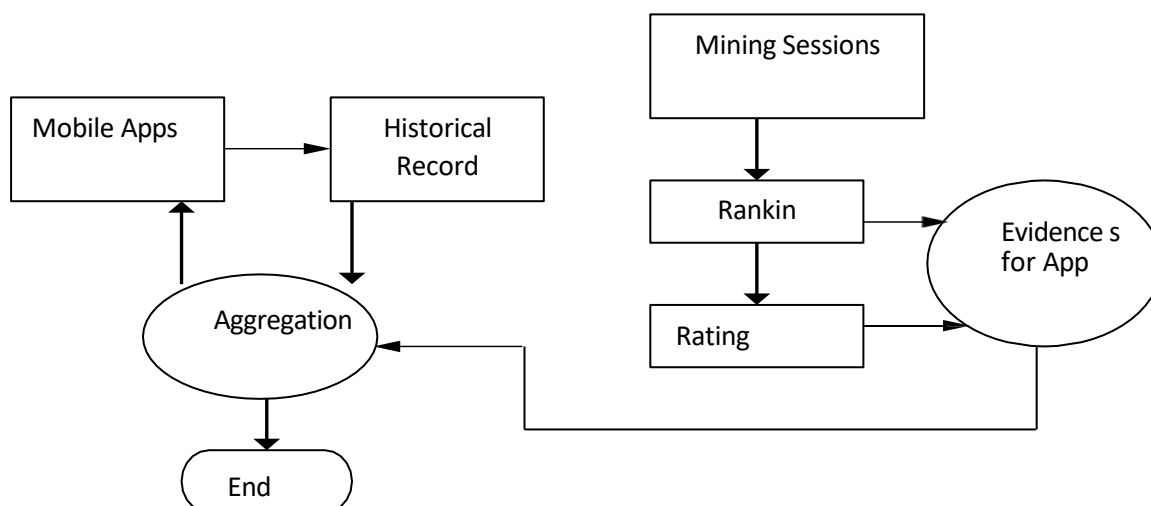 Mining Sessions
Mobile Apps
Historical
Record
Rankin
Evidence s
for App
Aggregation
Rating
End